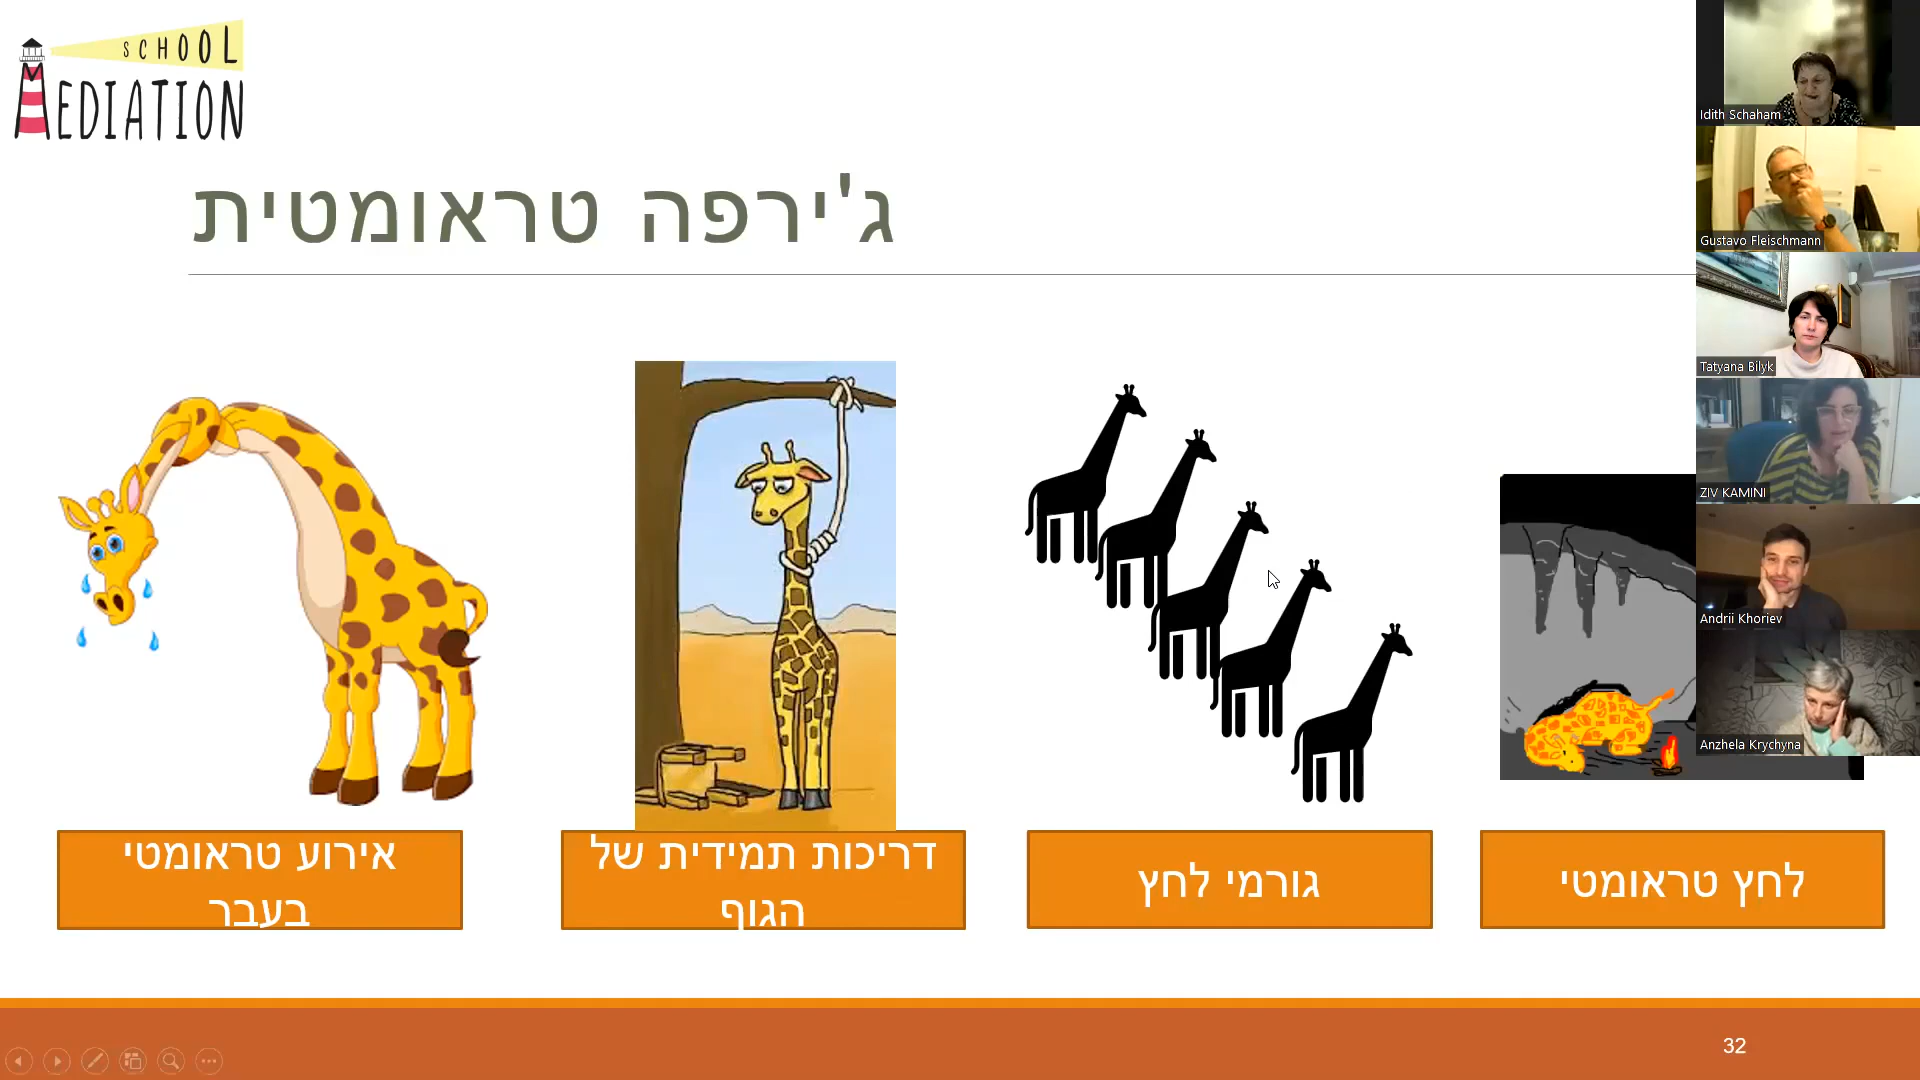 SCHOOL
MEDIATION
ג'ירפה טראומטית
אירוע טראומטי
בעבר
דריכות תמידית של
הגוף
גורמי לחץ
לחץ טראומטי
32
Idith Schaham
Gustavo Fleischmann
Tatyana Bilyk
ZIV KAMINI
Andrii Khoriev
Anzhela Krychyna